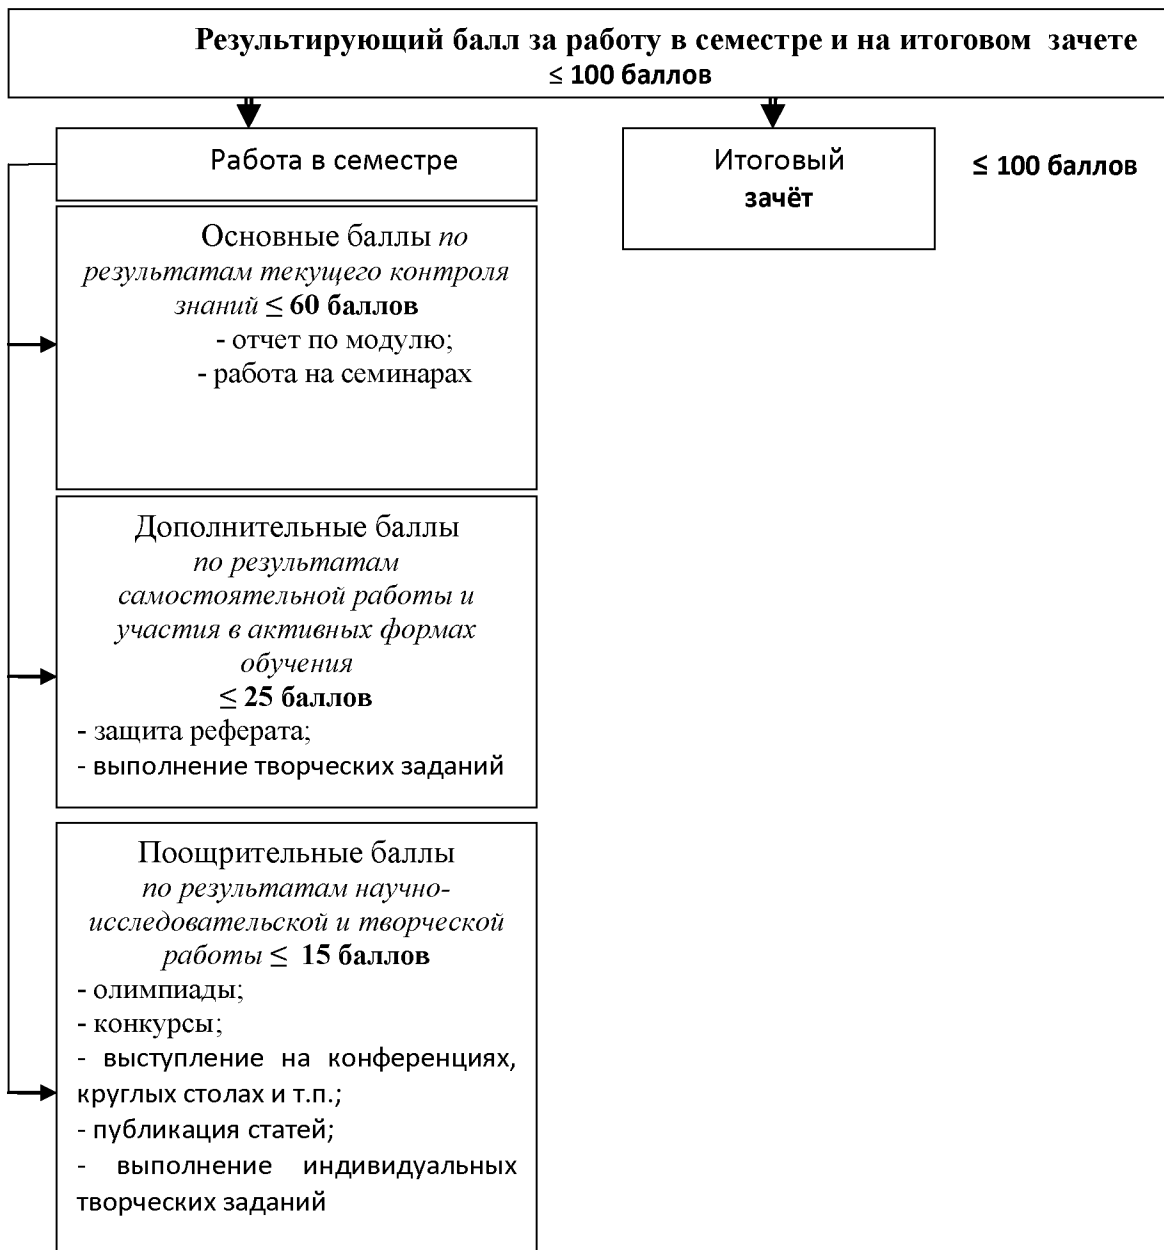 Результирующий балл за работу в семестре и на итоговом зачете
≤ 100 баллов
Работа в семестре
Итоговый
зачёт
≤ 100 баллов
Основные баллы по
результатам текущего контроля
знаний ≤ 60 баллов
- отчет по модулю;
- работа на семинарах
Дополнительные баллы
по результатам
самостоятельной работы и
участия в активных формах
обучения
≤ 25 баллов
- защита реферата;
- выполнение творческих заданий
Поощрительные баллы
по результатам научно-
исследовательской и творческой
работы ≤ 15 баллов
- олимпиады;
- конкурсы;
- выступление на конференциях,
круглых столах и т.п.;
- публикация статей;
- выполнение индивидуальных
творческих заданий